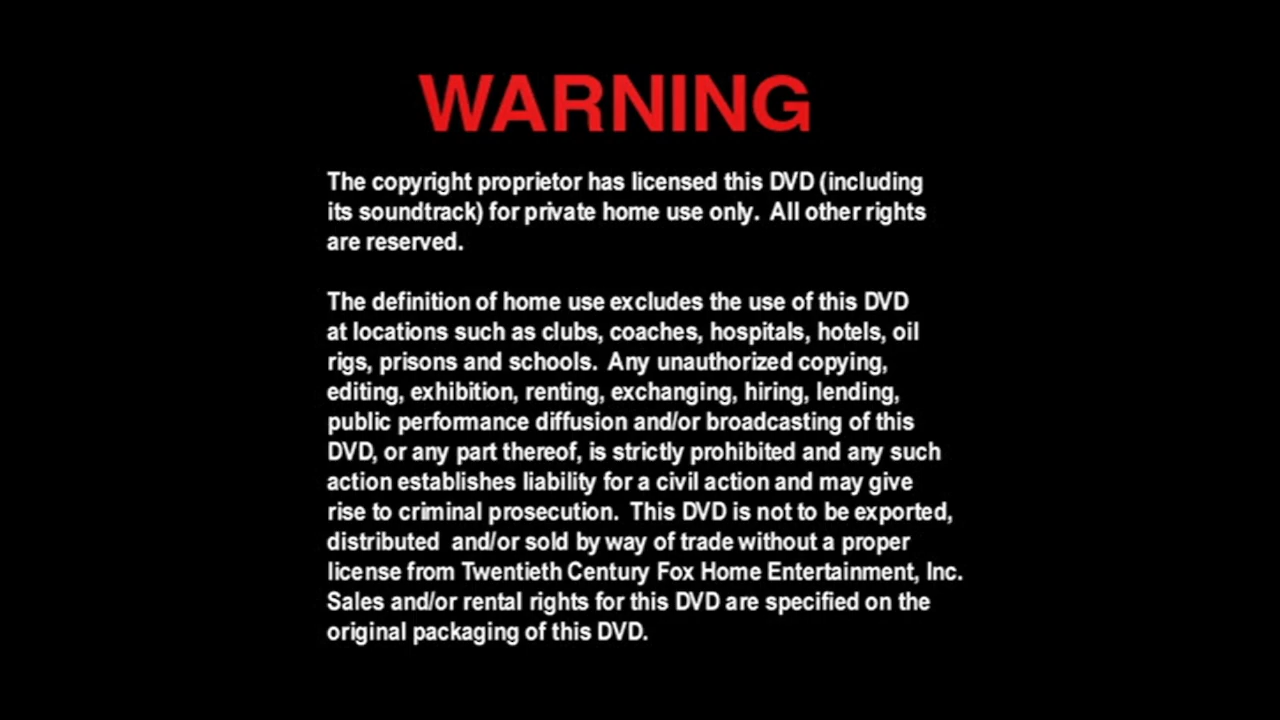 WARNING
The copyright proprietor has licensed this DVD (including
its soundtrack) for private home use only.  All other rights
are reserved.
The definition of home use excludes the use of this DVD
at locations such as clubs, coaches, hospitals, hotels, oil
rigs, prisons and schools.  Any unauthorized copying,
editing, exhibition, renting, exchanging, hiring, lending,
public performance diffusion and/or broadcasting of this
DVD, or any part thereof, is strictly prohibited and any such
action establishes liability for a civil action and may give
rise to criminal prosecution.  This DVD is not to be exported,
distributed  and/or sold by way of trade without a proper
license from Twentieth Century Fox Home Entertainment, Inc.
Sales and/or rental rights for this DVD are specified on the
original packaging of this DVD.